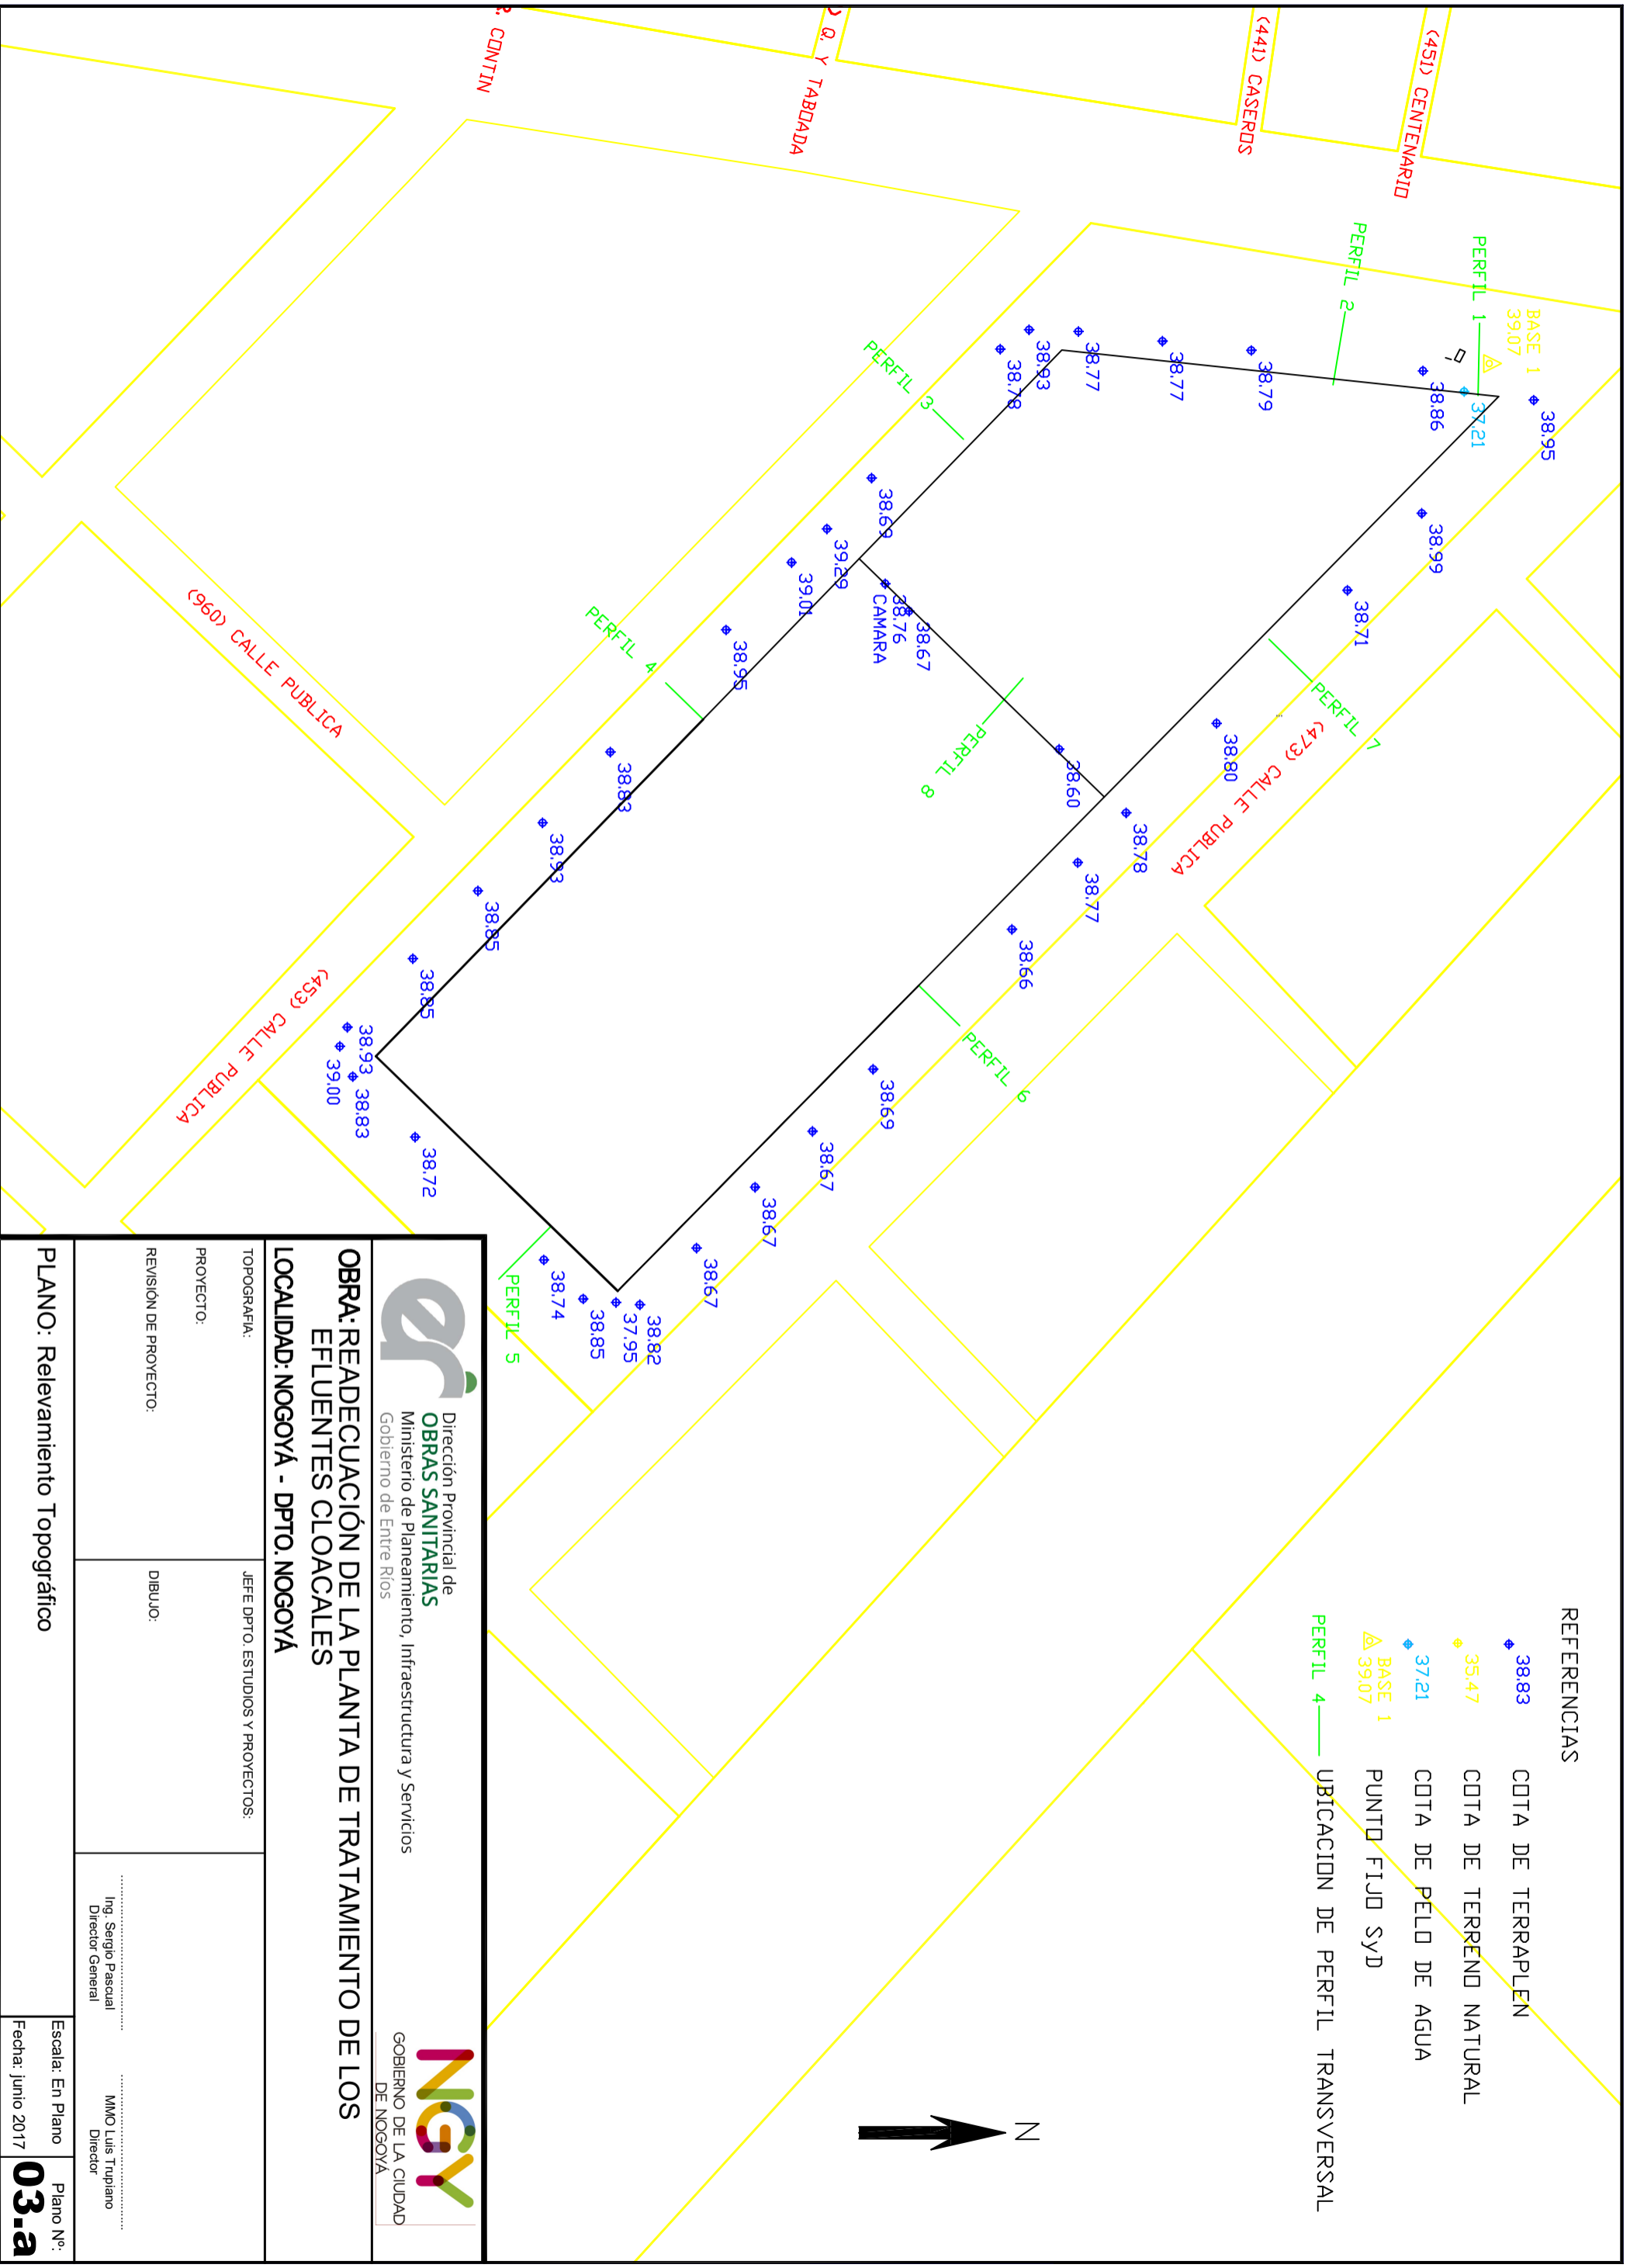 REFERENCIAS
38.83 COTA DE TERRAPLEN
35.47 COTA DE TERRENO NATURAL
37.21 COTA DE PELO DE AGUA
BASE 1
39.07 PUNTO FIJO SyD
PERFIL 4 UBICACION DE PERFIL TRANSVERSAL
N
(451) CENTENARIO
(441) CASEROS
Q. Y TABOADA
CONTIN
PERFIL 1
BASE 1
39.07
PERFIL 2
38.95
37.21
38.86
38.79
38.77
38.77
38.93
38.78
38.99
38.71
PERFIL 7
(473) CALLE PUBLICA
38.80
38.78
38.77
38.66
PERFIL 3
38.69
39.29
39.01
38.76
CAMARA
38.67
38.60
PERFIL 8
38.95
PERFIL 4
38.83
38.93
38.85
38.85
38.93
39.00
38.83
38.72
PERFIL 6
38.69
38.67
38.67
38.67
38.82
37.95
38.85
38.74
PERFIL 5
(960) CALLE PUBLICA
(453) CALLE PUBLICA
er
Dirección Provincial de
OBRAS SANITARIAS
Ministerio de Planeamiento, Infraestructura y Servicios
Gobierno de Entre Ríos
NGY
GOBIERNO DE LA CIUDAD
DE NOGOYÁ
OBRA: READECUACIÓN DE LA PLANTA DE TRATAMIENTO DE LOS
EFLUENTES CLOACALES
LOCALIDAD: NOGOYÁ - DPTO. NOGOYÁ
TOPOGRAFIA:
JEFE DPTO. ESTUDIOS Y PROYECTOS:
PROYECTO:
REVISIÓN DE PROYECTO:
DIBUJO:
Ing. Sergio Pascual
Director General
MMO Luis Trupiano
Director
PLANO: Relevamiento Topográfico
Escala: En Plano
Fecha: junio 2017
Plano Nº:
03.a